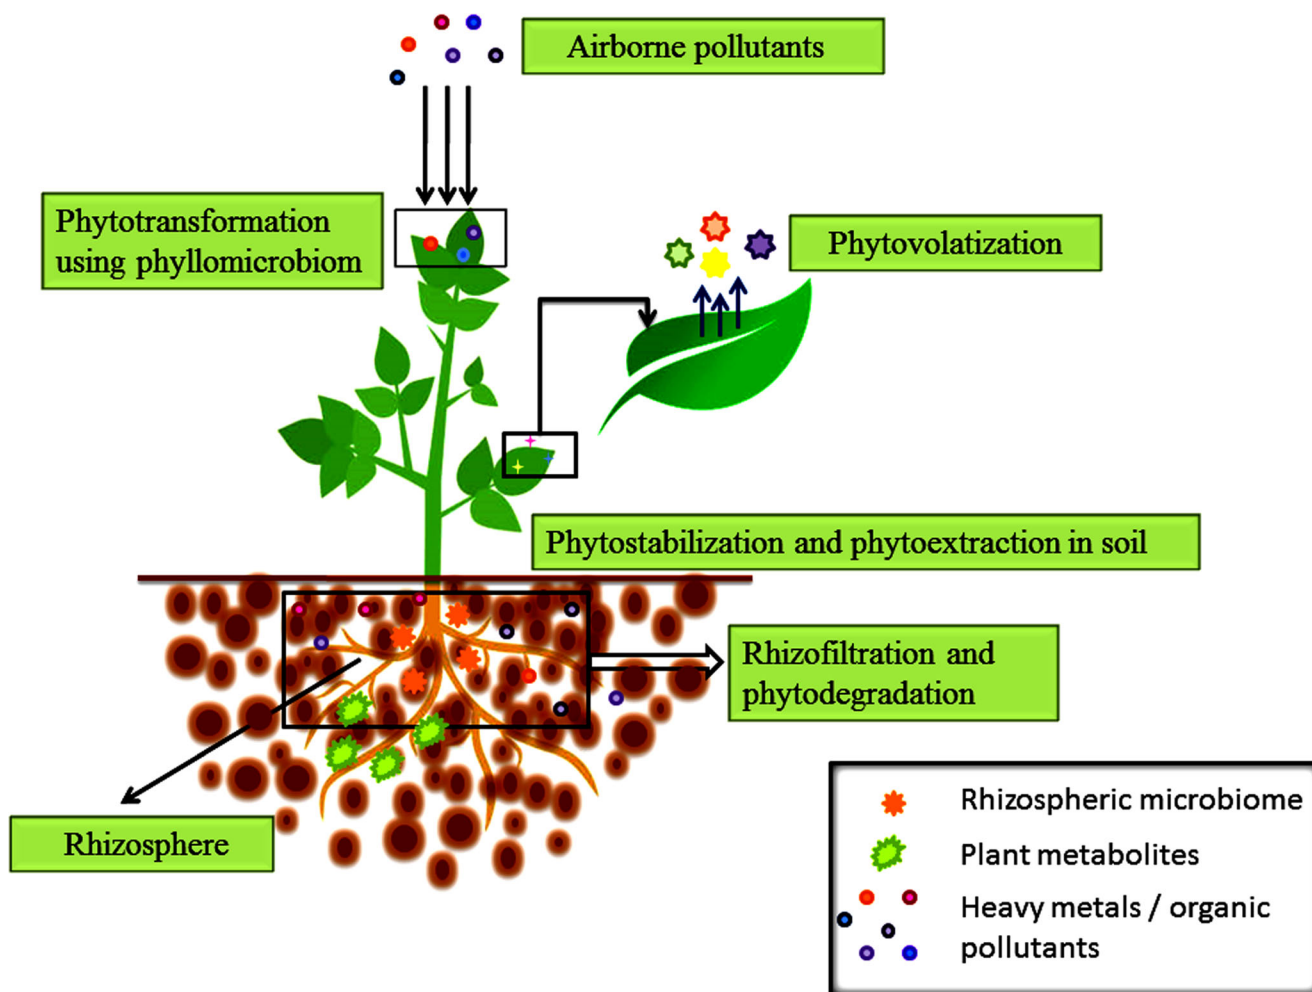 Airborne pollutants
Phytotransformation
using phyllomicrobiom
Phytovolatization
Phytostabilization and phytoextraction in soil
Rhizofiltration and
phytodegradation
Rhizosphere
Rhizospheric microbiome
Plant metabolites
Heavy metals / organic
pollutants